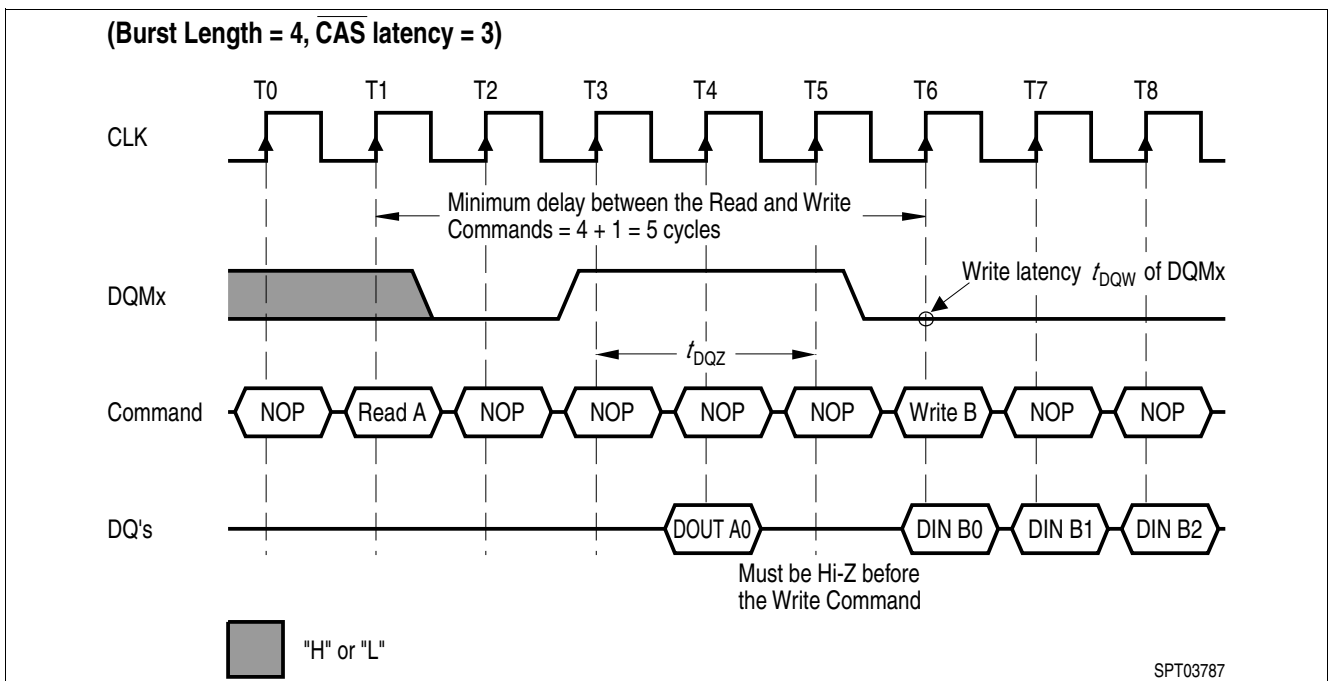 (Burst Length = 4, CAS latency = 3)
T0 T1 T2 T3 T4 T5 T6 T7 T8
CLK
Minimum delay between the Read and Write
Commands = 4 + 1 = 5 cycles
Write latency tDQW of DQMx
DQMx
tDQZ
Command NOP Read A NOP NOP NOP NOP Write B NOP NOP
DQ's DOUT A0 DIN B0 DIN B1 DIN B2
Must be Hi-Z before
the Write Command
"H" or "L"
SPT03787